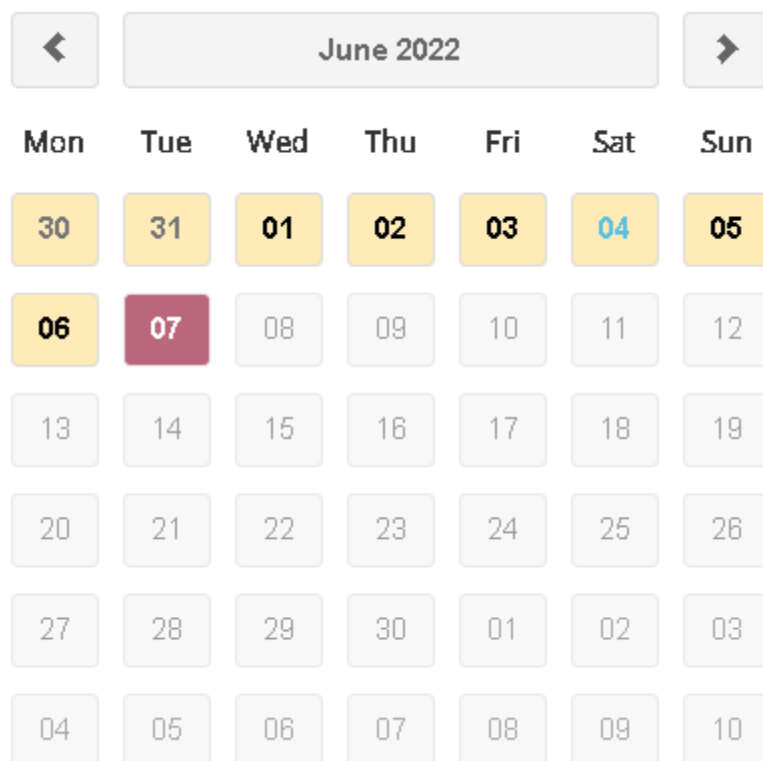 June 2022
Mon Tue Wed Thu Fri Sat Sun
30 31 01 02 03 04 05
06 07 08 09 10 11 12
13 14 15 16 17 18 19
20 21 22 23 24 25 26
27 28 29 30 01 02 03
04 05 06 07 08 09 10